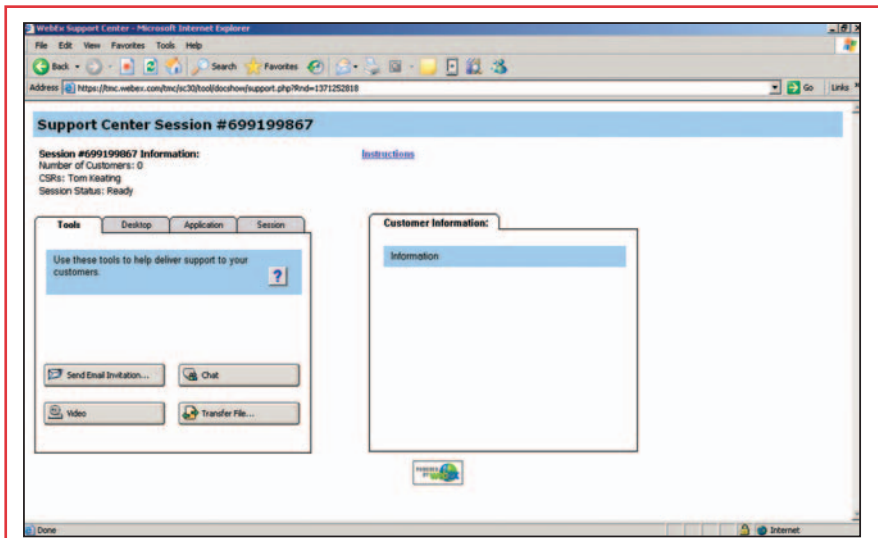 WebEx Support Center - Microsoft Internet Explorer
File Edit View Favorites Tools Help
Back Search Favorites
Address https://tmc.webex.com/tmc/sc30/tool/docshow/support.php?Rnd=1371252818 Go Links »
Support Center Session #699199867
Session #699199867 Information:
Number of Customers: 0
CSRs: Tom Keating
Session Status: Ready
Instructions
Tools Desktop Application Session
Use these tools to help deliver support to your
customers.
?
Send Email Invitation... Chat
Video Transfer File...
Customer Information:
Information
POWERED
BY
Done Internet